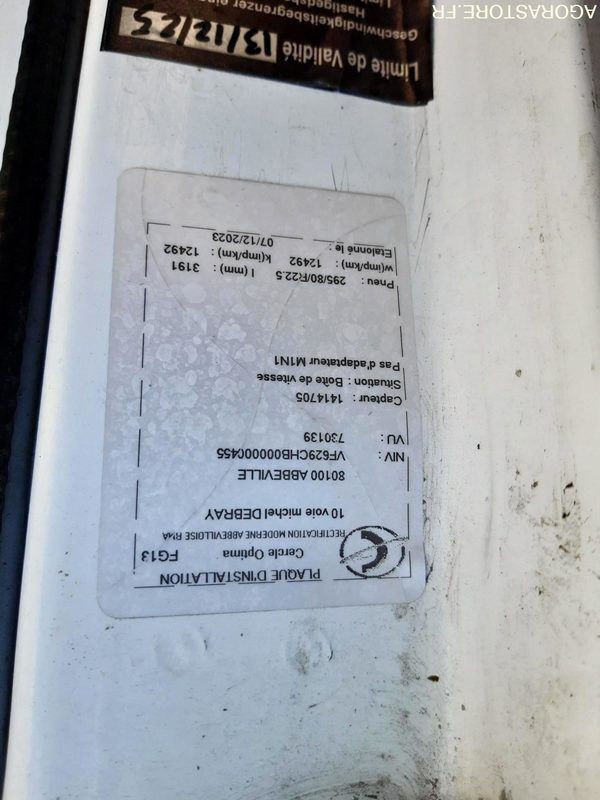 PLAQUE D'INSTALLATION
Cercle Optima FG13
RECTIFICATION MODERNE ABBEVILLOISE RMA
10 voie michel DEBRAY
80100 ABBEVILLE
NIV : VF629CHB00000C455
VU : 730139
Capteur : 1414705
Situation : Boîte de vitesse
Pas d'adaptateur M1N1
Pneu : 295/80/R22.5 l (mm) : 3191
w(imp/km) : 12492 k(imp/km) : 12492
Etalonné le : 07/12/2023
Limite de Validité 13/12/25
Geschwindigkeitsbegrenzer
AGORASTORE.FR